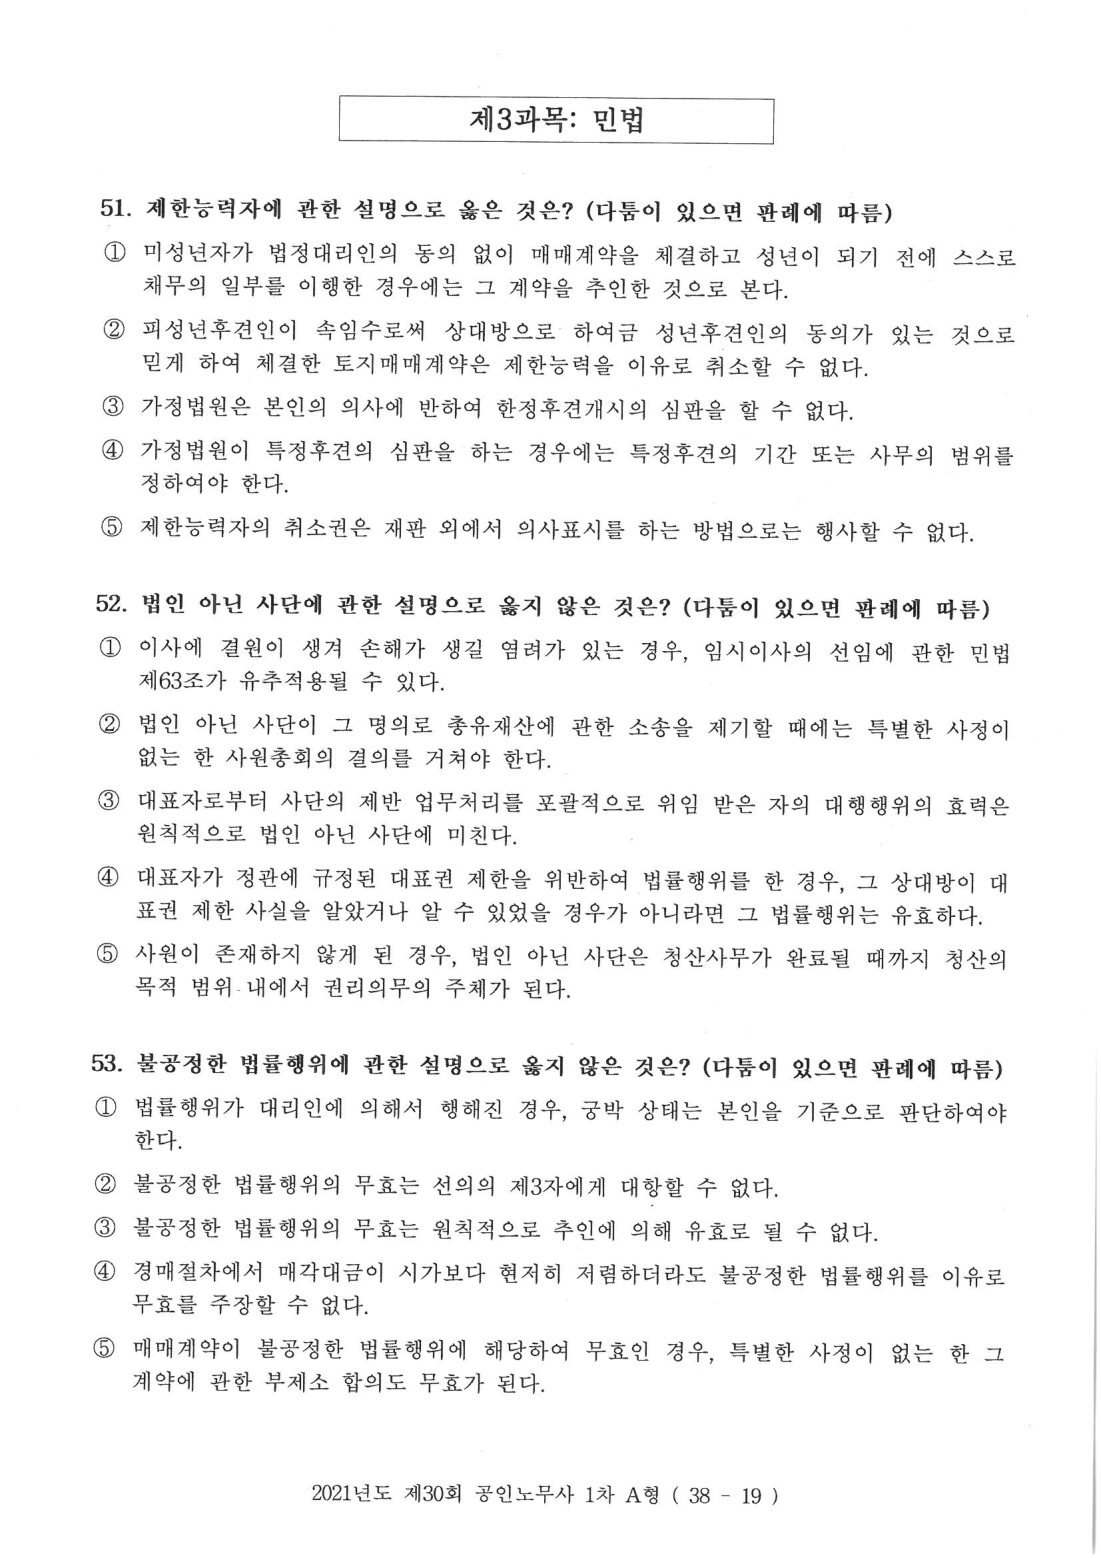 제3과목: 민법
51. 제한능력자에 관한 설명으로 옳은 것은? (다툼이 있으면 판례에 따름)
① 미성년자가 법정대리인의 동의 없이 매매계약을 체결하고 성년이 되기 전에 스스로
채무의 일부를 이행한 경우에는 그 계약을 추인한 것으로 본다.
② 피성년후견인이 속임수로써 상대방으로 하여금 성년후견인의 동의가 있는 것으로
믿게 하여 체결한 토지매매계약은 제한능력을 이유로 취소할 수 없다.
③ 가정법원은 본인의 의사에 반하여 한정후견개시의 심판을 할 수 없다.
④ 가정법원이 특정후견의 심판을 하는 경우에는 특정후견의 기간 또는 사무의 범위를
정하여야 한다.
⑤ 제한능력자의 취소권은 재판 외에서 의사표시를 하는 방법으로는 행사할 수 없다.
52. 법인 아닌 사단에 관한 설명으로 옳지 않은 것은? (다툼이 있으면 판례에 따름)
① 이사에 결원이 생겨 손해가 생길 염려가 있는 경우, 임시이사의 선임에 관한 민법
제63조가 유추적용될 수 있다.
② 법인 아닌 사단이 그 명의로 총유재산에 관한 소송을 제기할 때에는 특별한 사정이
없는 한 사원총회의 결의를 거쳐야 한다.
③ 대표자로부터 사단의 제반 업무처리를 포괄적으로 위임 받은 자의 대행행위의 효력은
원칙적으로 법인 아닌 사단에 미친다.
④ 대표자가 정관에 규정된 대표권 제한을 위반하여 법률행위를 한 경우, 그 상대방이 대
표권 제한 사실을 알았거나 알 수 있었을 경우가 아니라면 그 법률행위는 유효하다.
⑤ 사원이 존재하지 않게 된 경우, 법인 아닌 사단은 청산사무가 완료될 때까지 청산의
목적 범위 내에서 권리의무의 주체가 된다.
53. 불공정한 법률행위에 관한 설명으로 옳지 않은 것은? (다툼이 있으면 판례에 따름)
① 법률행위가 대리인에 의해서 행해진 경우, 궁박 상태는 본인을 기준으로 판단하여야
한다.
② 불공정한 법률행위의 무효는 선의의 제3자에게 대항할 수 없다.
③ 불공정한 법률행위의 무효는 원칙적으로 추인에 의해 유효로 될 수 없다.
④ 경매절차에서 매각대금이 시가보다 현저히 저렴하더라도 불공정한 법률행위를 이유로
무효를 주장할 수 없다.
⑤ 매매계약이 불공정한 법률행위에 해당하여 무효인 경우, 특별한 사정이 없는 한 그
계약에 관한 부제소 합의도 무효가 된다.
2021년도 제30회 공인노무사 1차 A형 ( 38 - 19 )